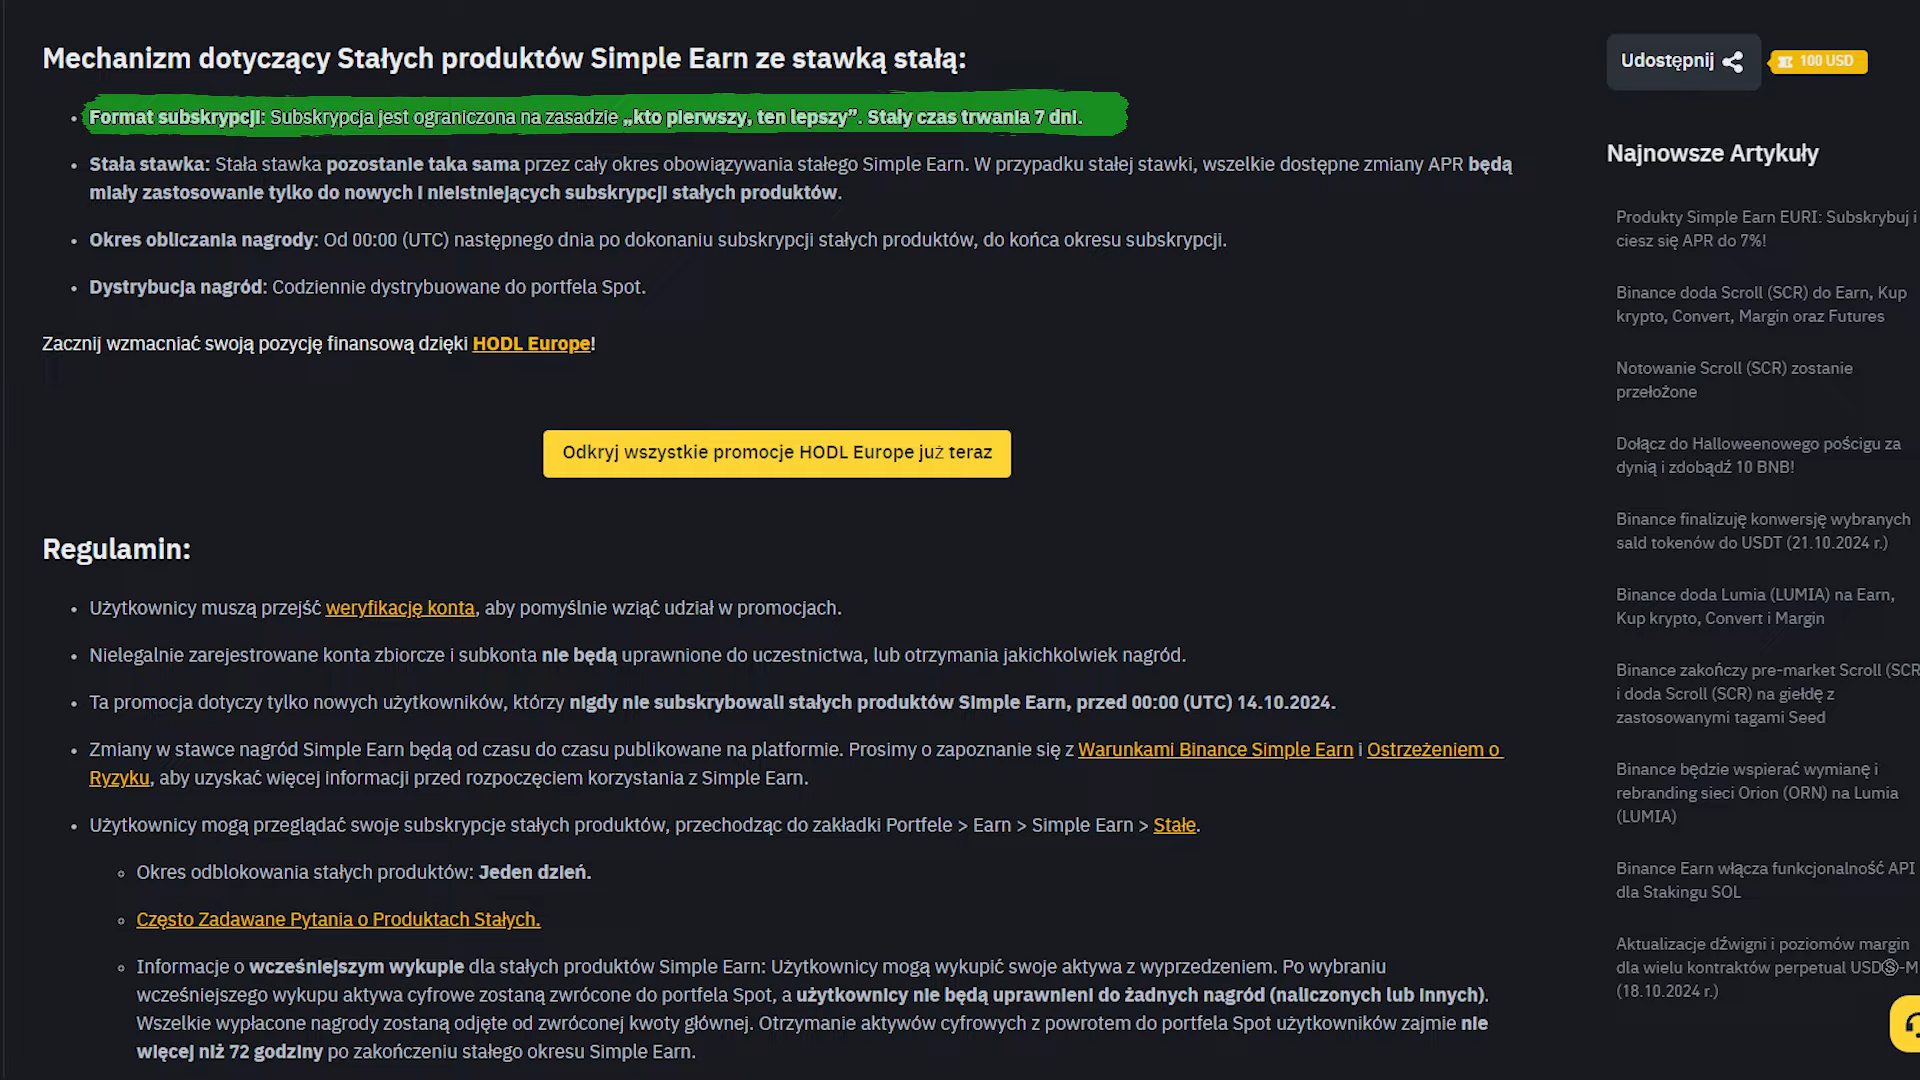 Mechanizm dotyczący Stałych produktów Simple Earn ze stawką stałą:
• Format subskrypcji: Subskrypcja jest ograniczona na zasadzie „kto pierwszy, ten lepszy”. Stały czas trwania 7 dni.
• Stała stawka: Stała stawka pozostanie taka sama przez cały okres obowiązywania stałego Simple Earn. W przypadku stałej stawki, wszelkie dostępne zmiany APR będą
miały zastosowanie tylko do nowych i nieistniejących subskrypcji stałych produktów.
• Okres obliczania nagrody: Od 00:00 (UTC) następnego dnia po dokonaniu subskrypcji stałych produktów, do końca okresu subskrypcji.
• Dystrybucja nagród: Codziennie dystrybuowane do portfela Spot.
Zacznij wzmacniać swoją pozycję finansową dzięki HODL Europe!
Odkryj wszystkie promocje HODL Europe już teraz
Regulamin:
• Użytkownicy muszą przejść weryfikację konta, aby pomyślnie wziąć udział w promocjach.
• Nielegalnie zarejestrowane konta zbiorcze i subkonta nie będą uprawnione do uczestnictwa, lub otrzymania jakichkolwiek nagród.
• Ta promocja dotyczy tylko nowych użytkowników, którzy nigdy nie subskrybowali stałych produktów Simple Earn, przed 00:00 (UTC) 14.10.2024.
• Zmiany w stawce nagród Simple Earn będą od czasu do czasu publikowane na platformie. Prosimy o zapoznanie się z Warunkami Binance Simple Earn i Ostrzeżeniem o
Ryzyku, aby uzyskać więcej informacji przed rozpoczęciem korzystania z Simple Earn.
• Użytkownicy mogą przeglądać swoje subskrypcje stałych produktów, przechodząc do zakładki Portfele > Earn > Simple Earn > Stałe.
◦ Okres odblokowania stałych produktów: Jeden dzień.
◦ Często Zadawane Pytania o Produktach Stałych.
◦ Informacje o wcześniejszym wykupie dla stałych produktów Simple Earn: Użytkownicy mogą wykupić swoje aktywa z wyprzedzeniem. Po wybraniu
wcześniejszego wykupu aktywa cyfrowe zostaną zwrócone do portfela Spot, a użytkownicy nie będą uprawnieni do żadnych nagród (naliczonych lub innych).
Wszelkie wypłacone nagrody zostaną odjęte od zwróconej kwoty głównej. Otrzymanie aktywów cyfrowych z powrotem do portfela Spot użytkowników zajmie nie
więcej niż 72 godziny po zakończeniu stałego okresu Simple Earn.
Udostępnij
100 USD
Najnowsze Artykuły
Produkty Simple Earn EURI: Subskrybuj i
ciesz się APR do 7%!
Binance doda Scroll (SCR) do Earn, Kup
krypto, Convert, Margin oraz Futures
Notowanie Scroll (SCR) zostanie
przełożone
Dołącz do Halloweenowego pościgu za
dynią i zdobądź 10 BNB!
Binance finalizuję konwersję wybranych
sald tokenów do USDT (21.10.2024 r.)
Binance doda Lumia (LUMIA) na Earn,
Kup krypto, Convert i Margin
Binance zakończy pre-market Scroll (SCR
i doda Scroll (SCR) na giełdę z
zastosowanymi tagami Seed
Binance będzie wspierać wymianę i
rebranding sieci Orion (ORN) na Lumia
(LUMIA)
Binance Earn włącza funkcjonalność API
dla Stakingu SOL
Aktualizacje dźwigni i poziomów margin
dla wielu kontraktów perpetual USDⓈ-M
(18.10.2024 r.)